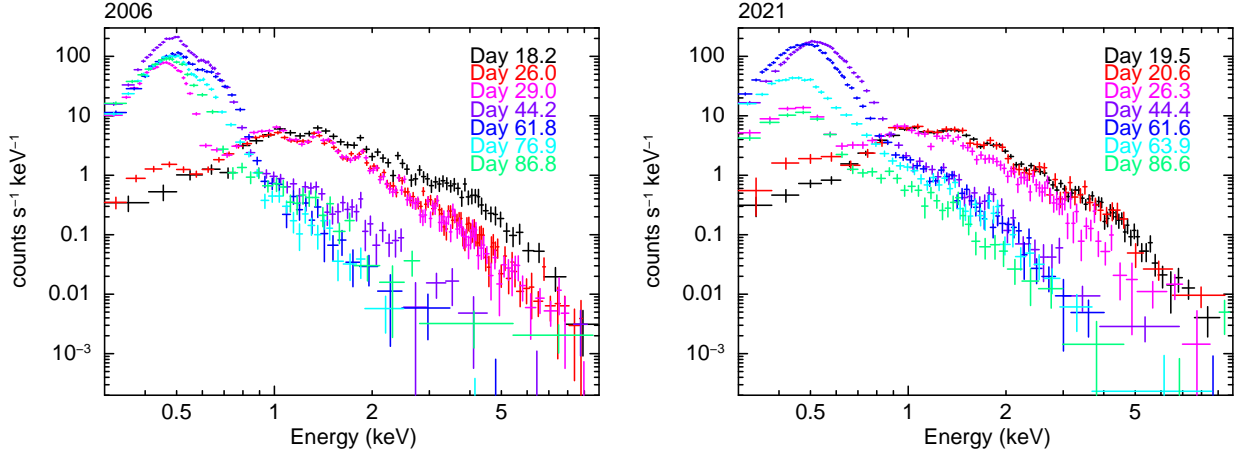 2006
100
10
1
0.1
0.01
10⁻³
counts s⁻¹ keV⁻¹
Day 18.2
Day 26.0
Day 29.0
Day 44.2
Day 61.8
Day 76.9
Day 86.8
0.5
1
2
5
Energy (keV)
2021
100
10
1
0.1
0.01
10⁻³
counts s⁻¹ keV⁻¹
Day 19.5
Day 20.6
Day 26.3
Day 44.4
Day 61.6
Day 63.9
Day 86.6
0.5
1
2
5
Energy (keV)